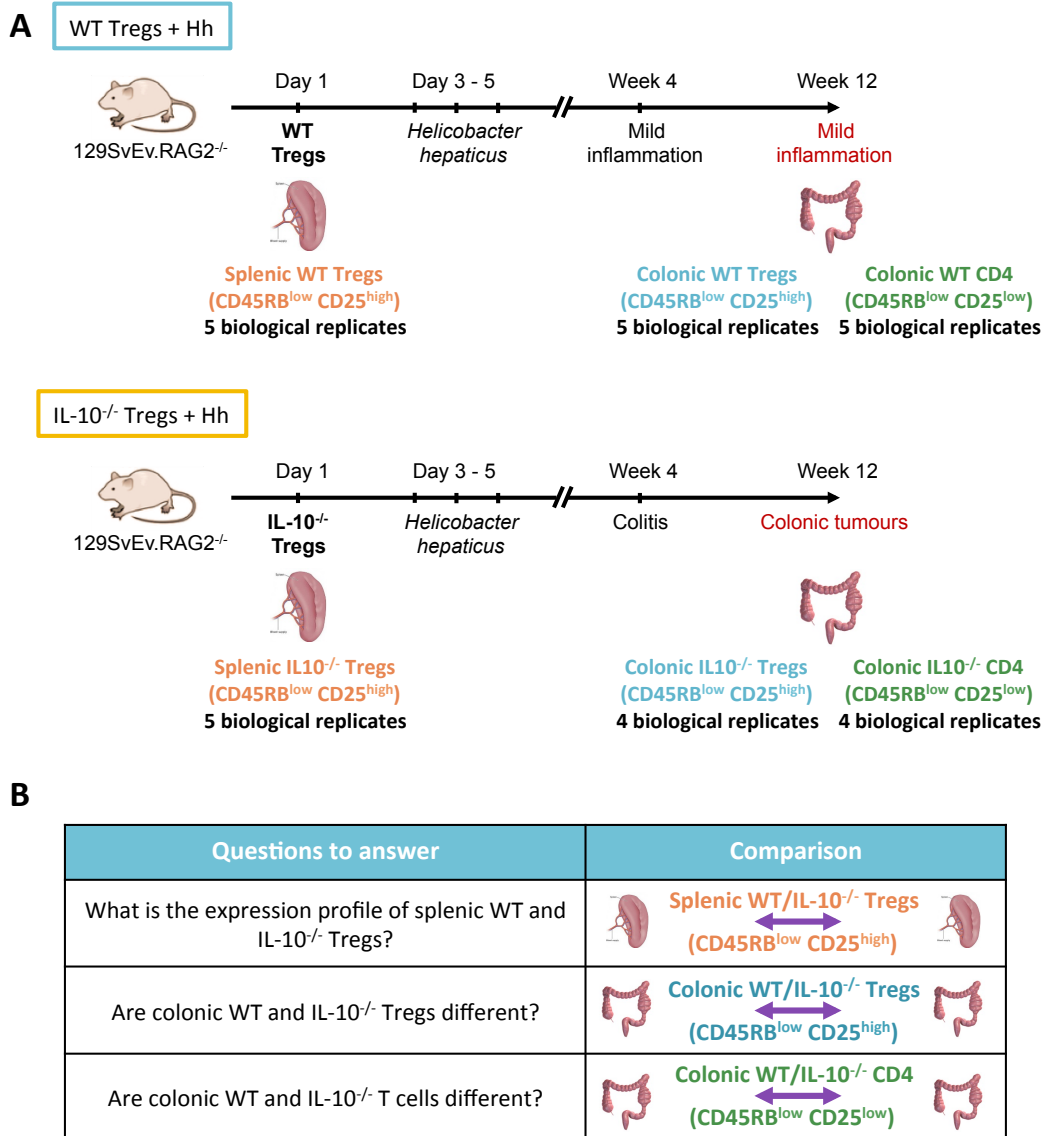 A
WT Tregs + Hh
Day 1
Day 3 - 5
Week 4
Week 12
129SvEv.RAG2-/-
WT
Tregs
Helicobacter
hepaticus
Mild
inflammation
Mild
inflammation
Splenic WT Tregs
(CD45RBlow CD25high)
5 biological replicates
Colonic WT Tregs
(CD45RBlow CD25high)
5 biological replicates
Colonic WT CD4
(CD45RBlow CD25low)
5 biological replicates
IL-10-/- Tregs + Hh
Day 1
Day 3 - 5
Week 4
Week 12
129SvEv.RAG2-/-
IL-10-/-
Tregs
Helicobacter
hepaticus
Colitis
Colonic tumours
Splenic IL10-/- Tregs
(CD45RBlow CD25high)
5 biological replicates
Colonic IL10-/- Tregs
(CD45RBlow CD25high)
4 biological replicates
Colonic IL10-/- CD4
(CD45RBlow CD25low)
4 biological replicates
B
Questions to answer
Comparison
What is the expression profile of splenic WT and
IL-10-/- Tregs?
Splenic WT/IL-10-/- Tregs
(CD45RBlow CD25high)
Are colonic WT and IL-10-/- Tregs different?
Colonic WT/IL-10-/- Tregs
(CD45RBlow CD25high)
Are colonic WT and IL-10-/- T cells different?
Colonic WT/IL-10-/- CD4
(CD45RBlow CD25low)